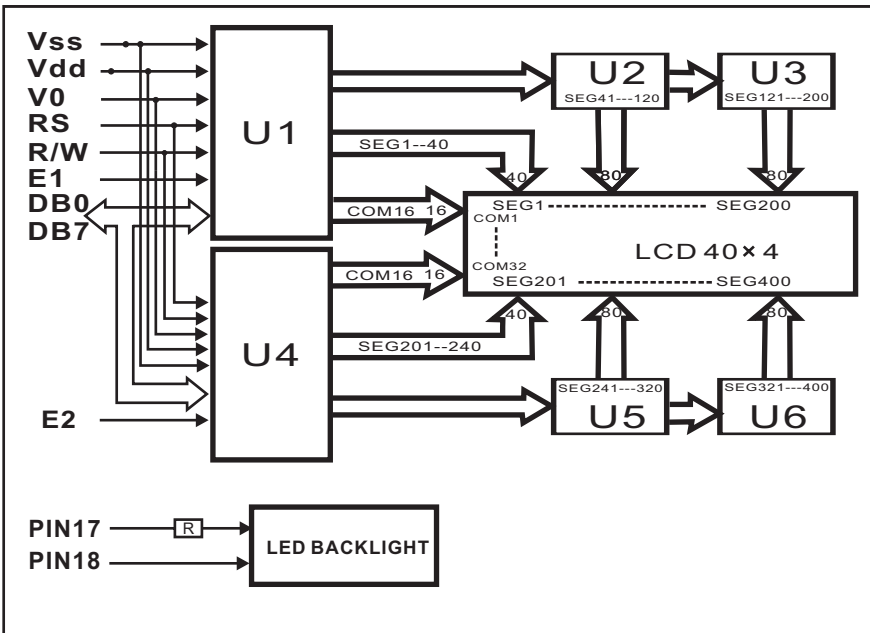 Vss
Vdd
V0
RS
R/W
E1
DB0
DB7
E2
U1
U4
SEG1--40
COM16 16
COM16 16
SEG201--240
U2
SEG41---120
U3
SEG121---200
40
80
80
SEG1 SEG200
COM1
LCD 40×4
COM32
SEG201 SEG400
40
80
80
SEG241---320
U5
SEG321---400
U6
PIN17
R
PIN18
LED BACKLIGHT